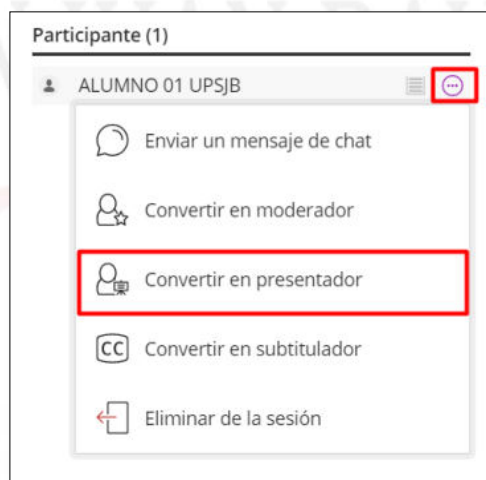 Participante (1)
ALUMNO 01 UPSJB
Enviar un mensaje de chat
Convertir en moderador
Convertir en presentador
CC Convertir en subtitulador
Eliminar de la sesión